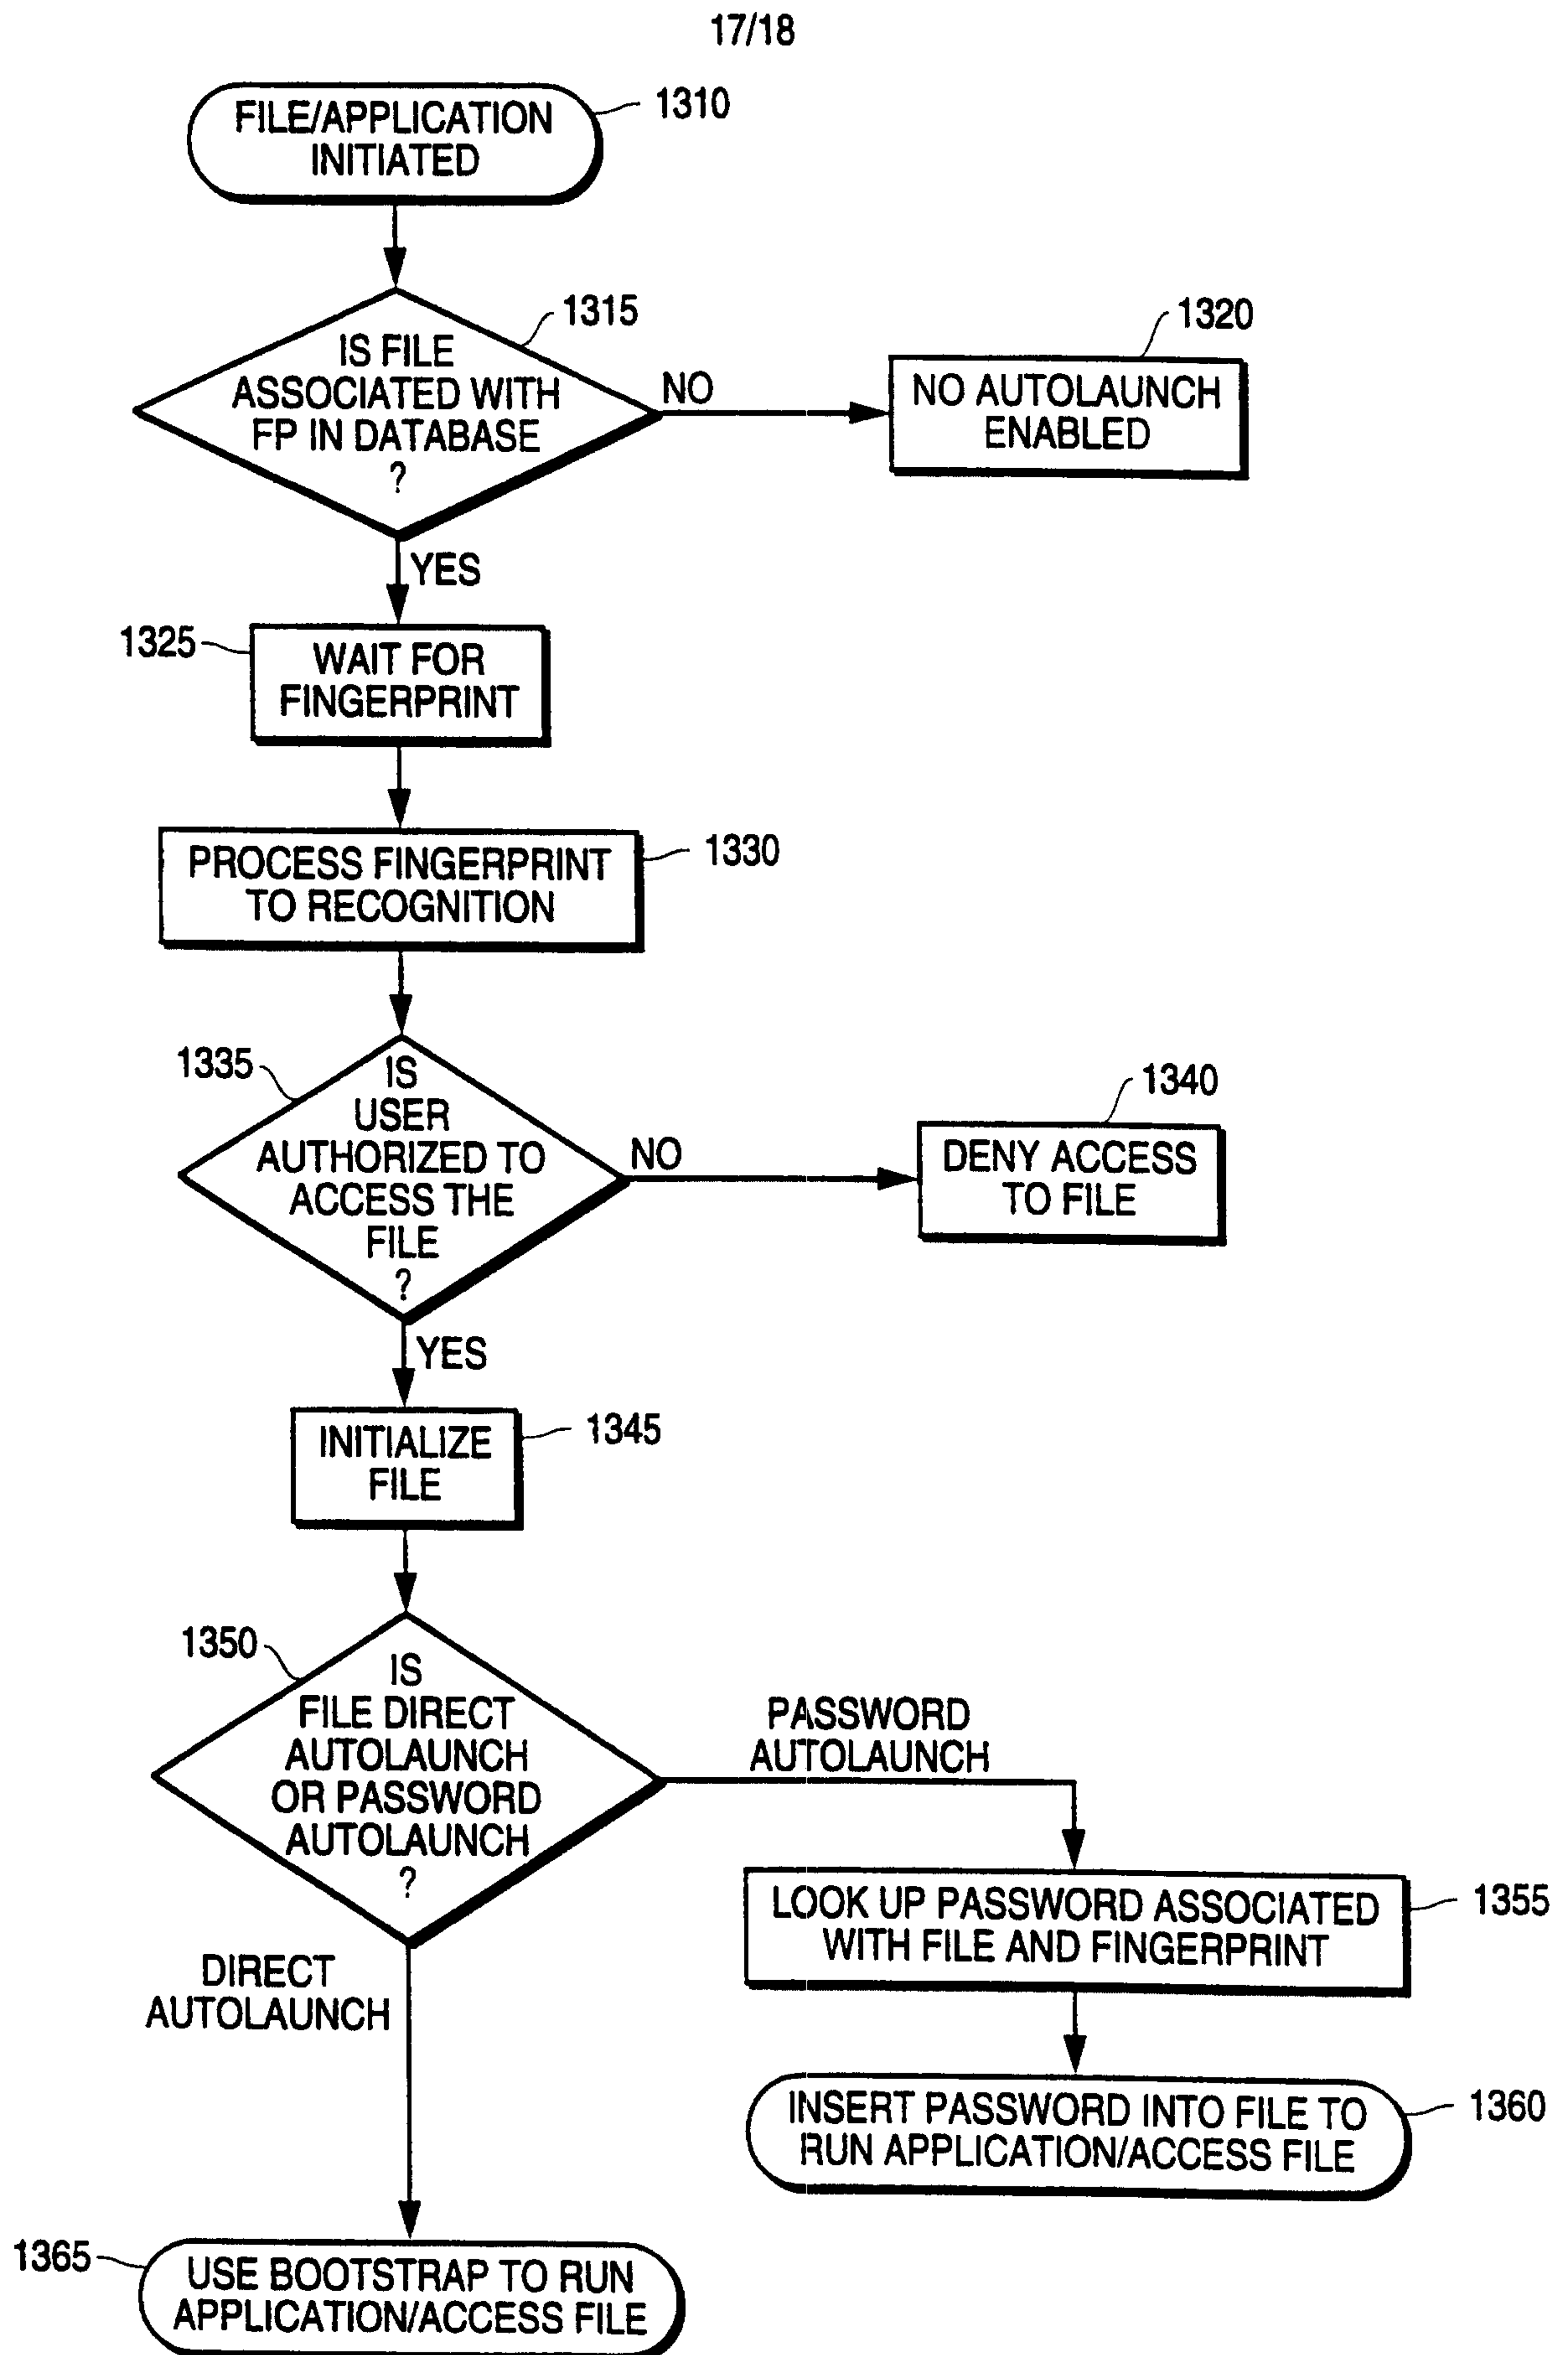 17/18
FILE/APPLICATION
INITIATED
1310
IS FILE
ASSOCIATED WITH
FP IN DATABASE
?
1315
NO
1320
NO AUTOLAUNCH
ENABLED
YES
1325
WAIT FOR
FINGERPRINT
PROCESS FINGERPRINT
TO RECOGNITION
1330
1335
IS
USER
AUTHORIZED TO
ACCESS THE
FILE
?
NO
1340
DENY ACCESS
TO FILE
YES
INITIALIZE
FILE
1345
1350
IS
FILE DIRECT
AUTOLAUNCH
OR PASSWORD
AUTOLAUNCH
?
PASSWORD
AUTOLAUNCH
LOOK UP PASSWORD ASSOCIATED
WITH FILE AND FINGERPRINT
1355
DIRECT
AUTOLAUNCH
INSERT PASSWORD INTO FILE TO
RUN APPLICATION/ACCESS FILE
1360
1365
USE BOOTSTRAP TO RUN
APPLICATION/ACCESS FILE